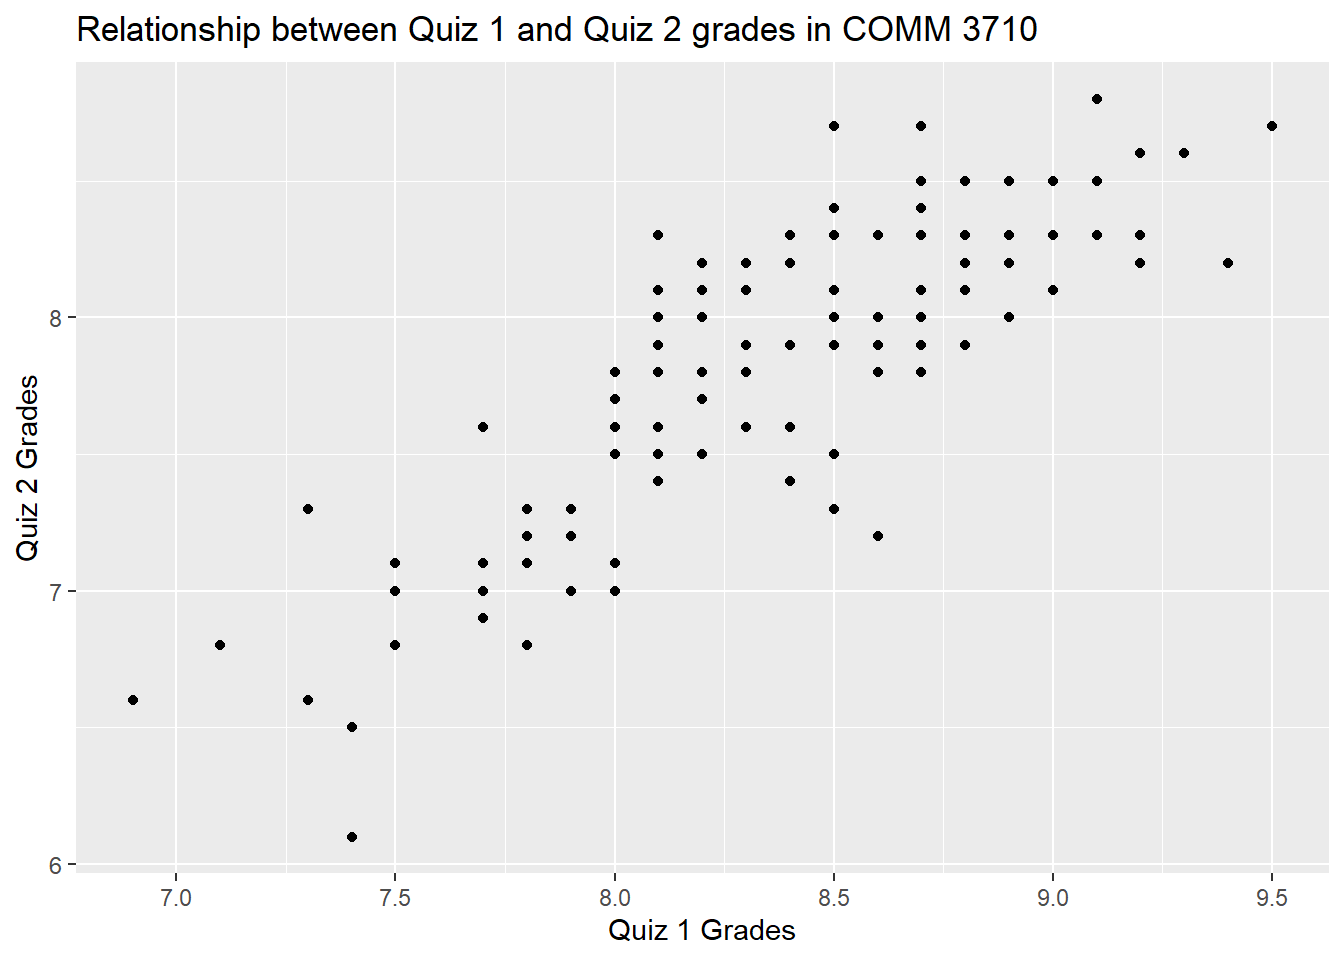 Relationship between Quiz 1 and Quiz 2 grades in COMM 3710
8
7
6
Quiz 2 Grades
7.0 7.5 8.0 8.5 9.0 9.5
Quiz 1 Grades